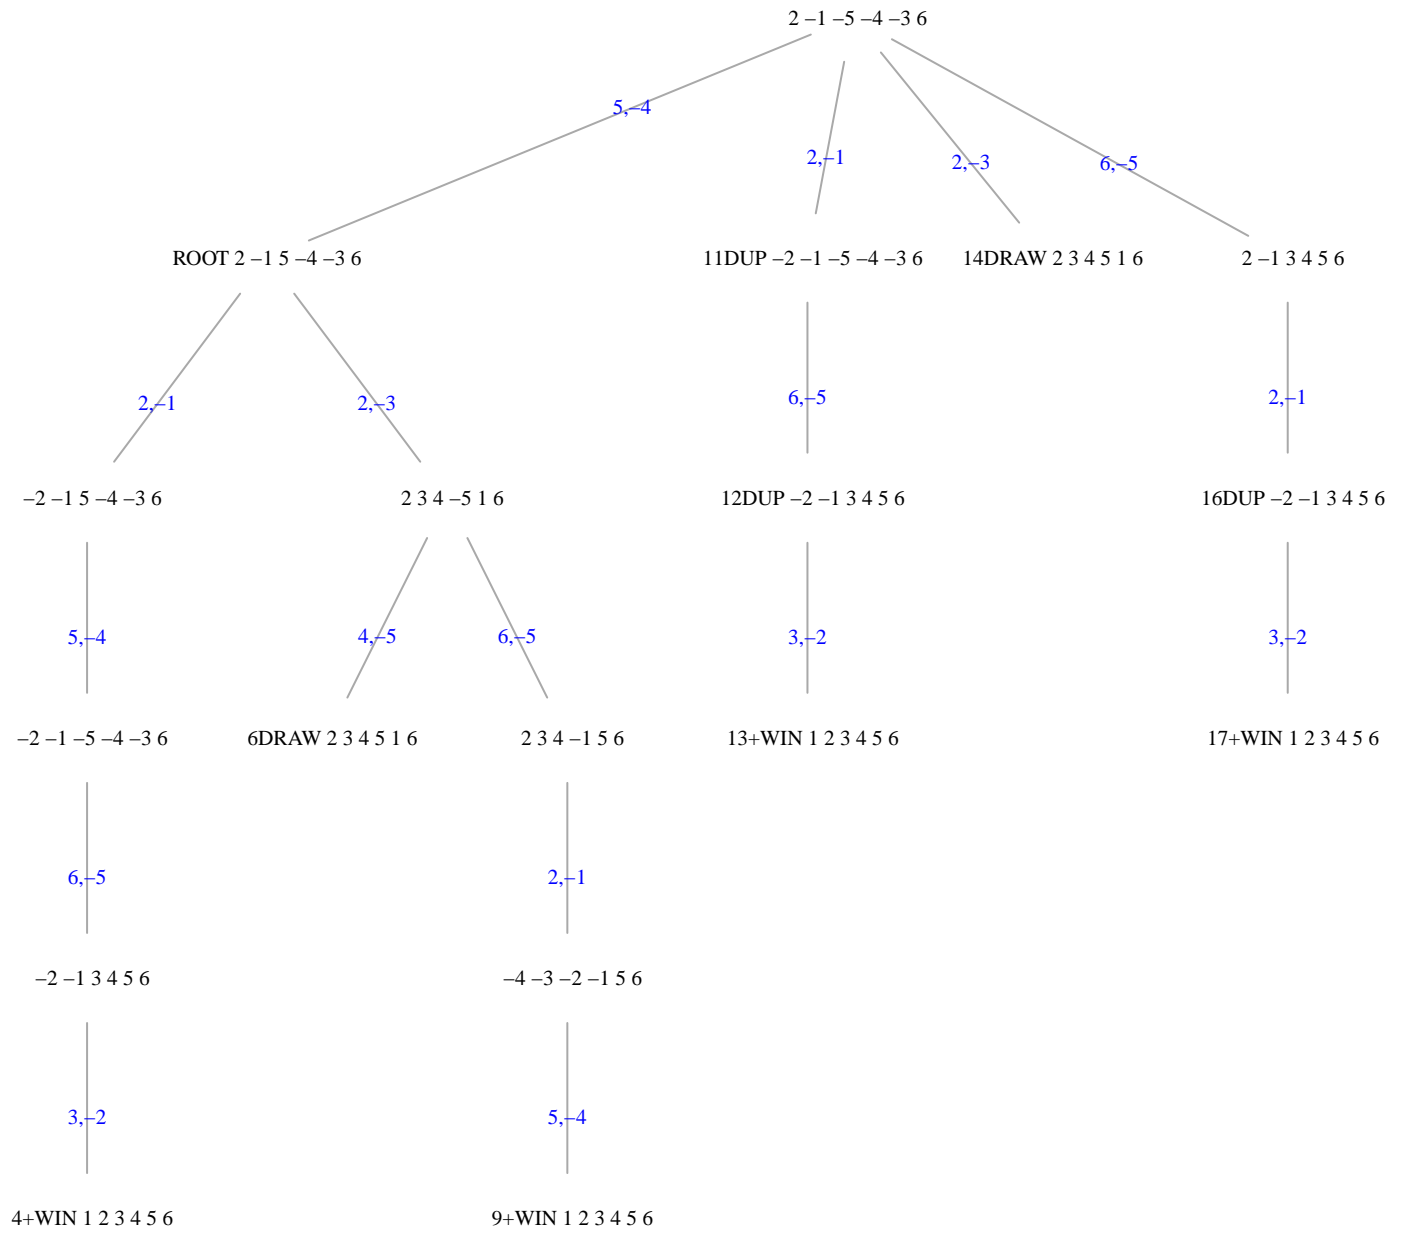 2 –1 –5 –4 –3 6
5,–4
2,–1
2,–3
6,–5
ROOT 2 –1 5 –4 –3 6
11DUP –2 –1 –5 –4 –3 6
14DRAW 2 3 4 5 1 6
2 –1 3 4 5 6
2,–1
2,–3
6,–5
2,–1
–2 –1 5 –4 –3 6
2 3 4 –5 1 6
12DUP –2 –1 3 4 5 6
16DUP –2 –1 3 4 5 6
5,–4
4,–5
6,–5
3,–2
3,–2
–2 –1 –5 –4 –3 6
6DRAW 2 3 4 5 1 6
2 3 4 –1 5 6
13+WIN 1 2 3 4 5 6
17+WIN 1 2 3 4 5 6
6,–5
2,–1
–2 –1 3 4 5 6
–4 –3 –2 –1 5 6
3,–2
5,–4
4+WIN 1 2 3 4 5 6
9+WIN 1 2 3 4 5 6